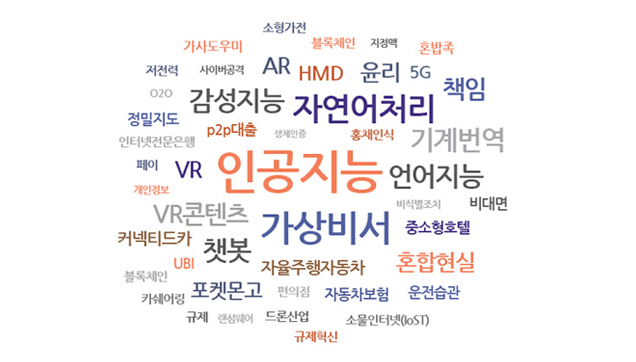 소형가전
가사도우미 블록체인 지정맥 혼밥족
저전력 사이버공격 AR HMD 윤리 5G 책임
O2O 감성지능 자연어처리
정밀지도 p2p대출 생체인증 홍채인식 기계번역
인터넷전문은행
페이 VR 인공지능 언어지능
개인정보 비식별조치 비대면
VR콘텐츠 가상비서 중소형호텔
커넥티드카 챗봇
UBI 자율주행자동차 혼합현실
블록체인 포켓몬고 편의점 자동차보험 운전습관
카쉐어링
규제 랜섬웨어 드론산업 소물인터넷(IoST)
규제혁신